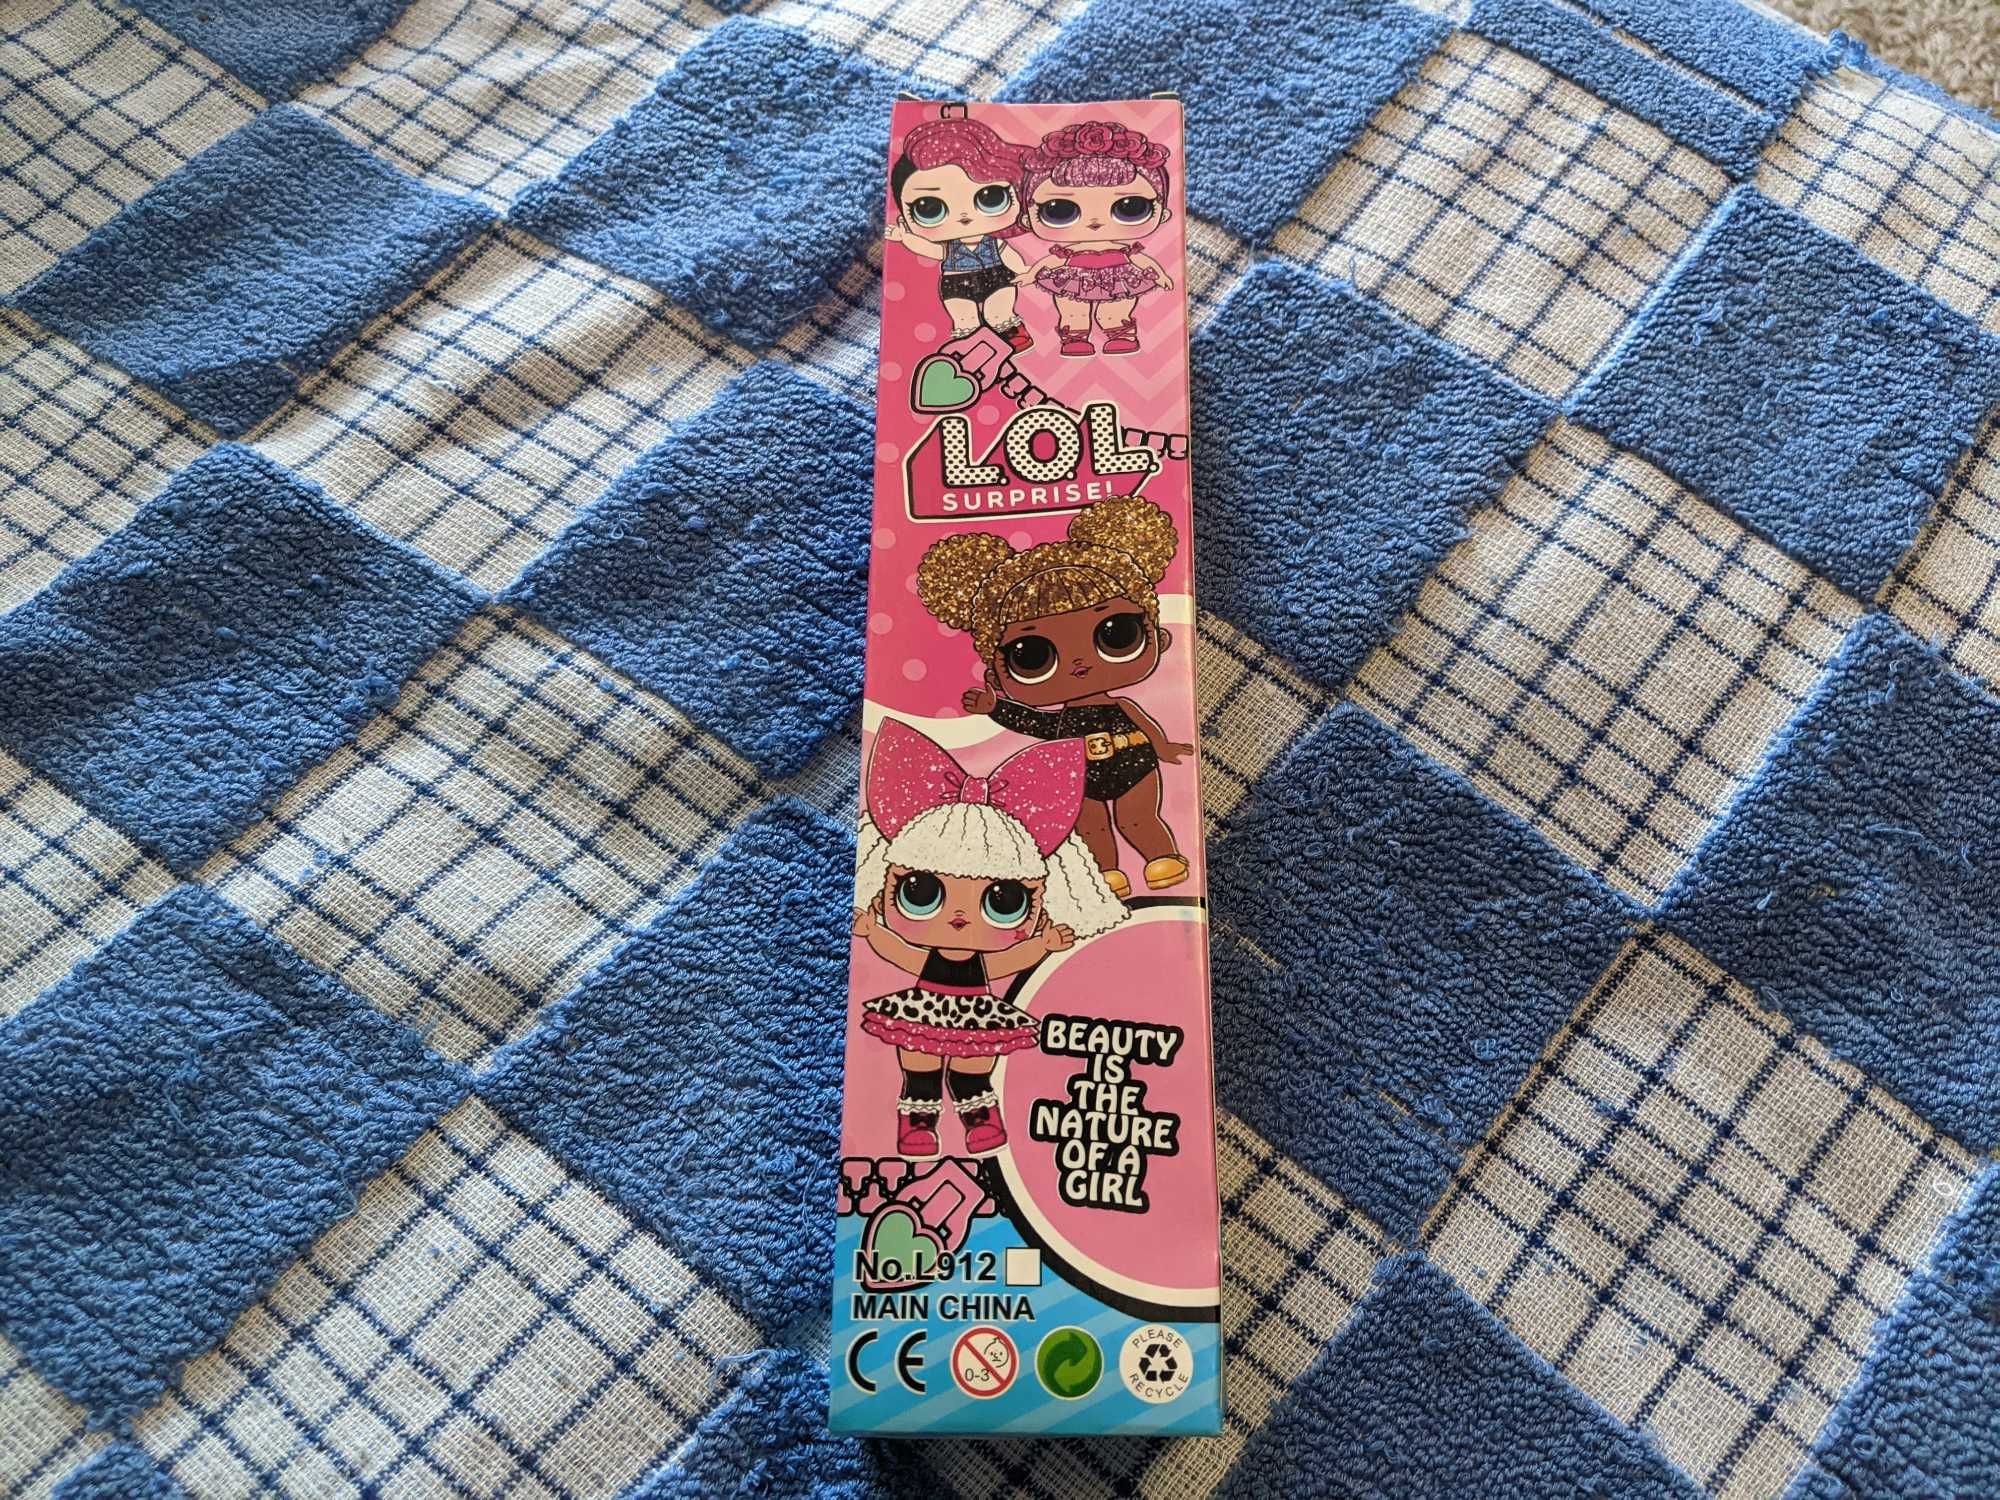 L.O.L.
SURPRISE!
BEAUTY
IS
THE
NATURE
OF A
GIRL
No.L912
MAIN CHINA
CE
0-3
PLEASE
RECYCLE